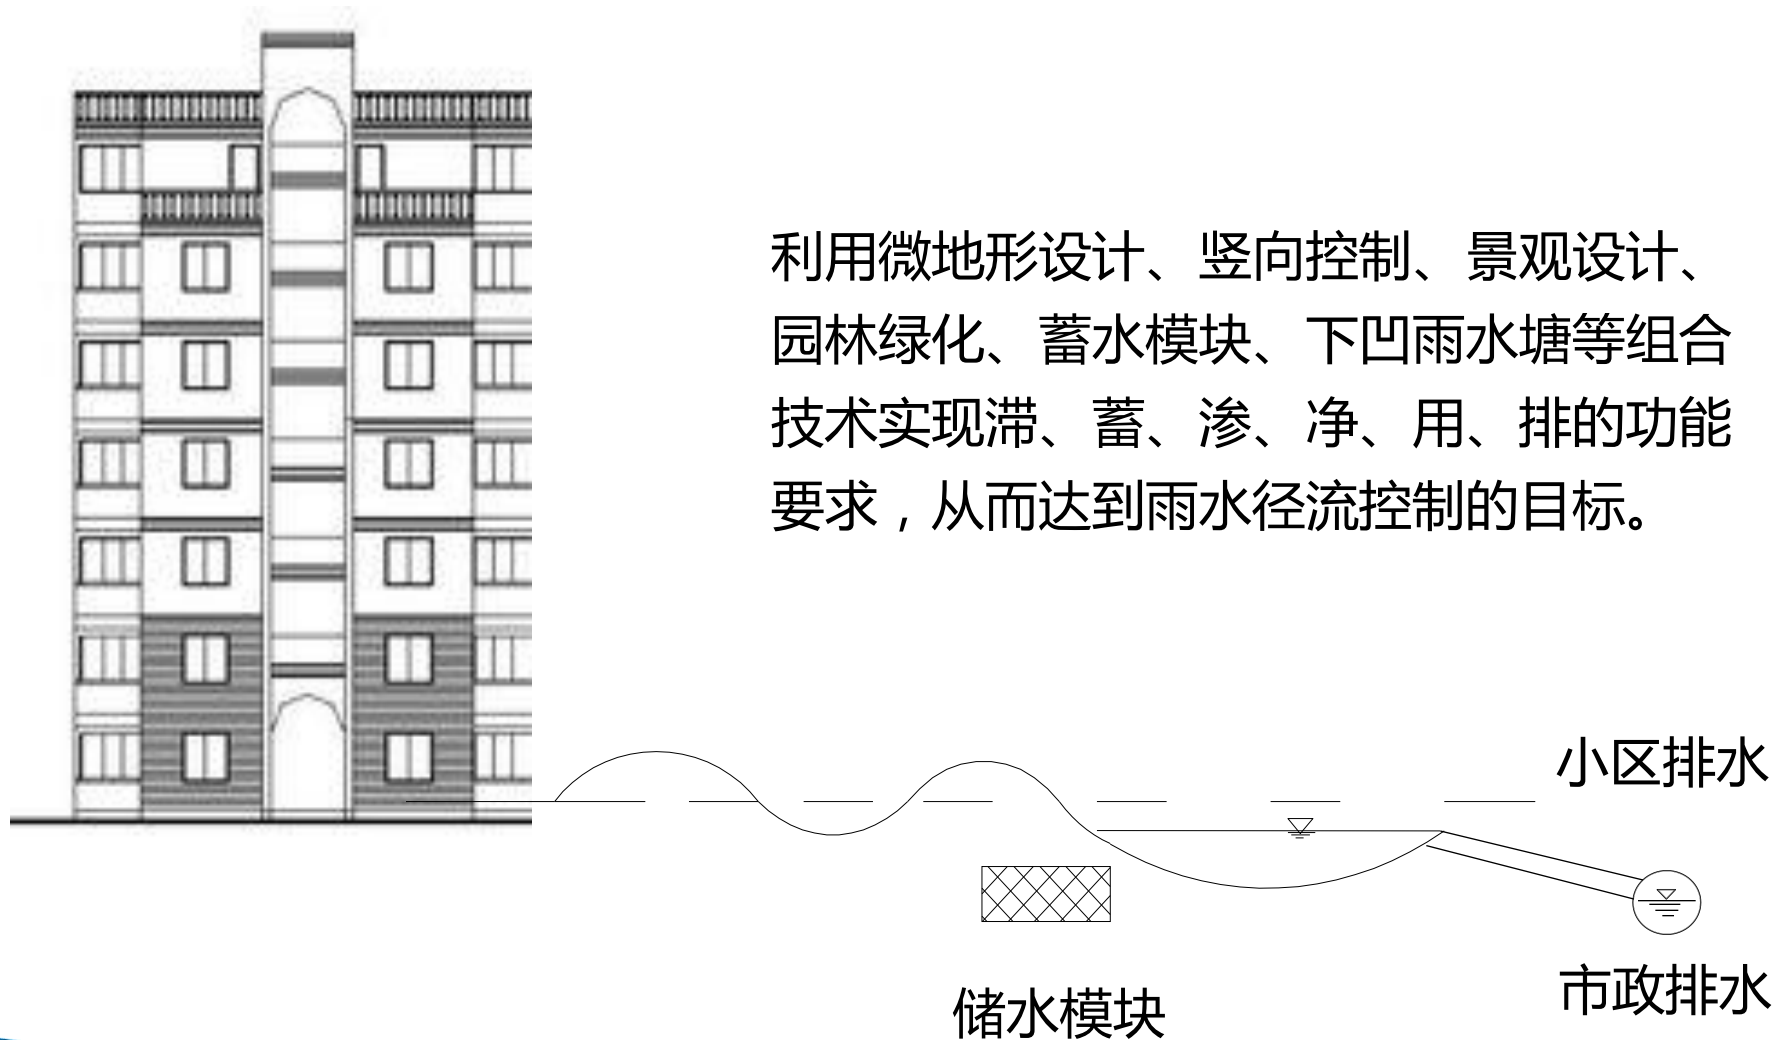 利用微地形设计、竖向控制、景观设计、
园林绿化、蓄水模块、下凹雨水塘等组合
技术实现滞、蓄、渗、净、用、排的功能
要求，从而达到雨水径流控制的目标。
小区排水
市政排水
储水模块